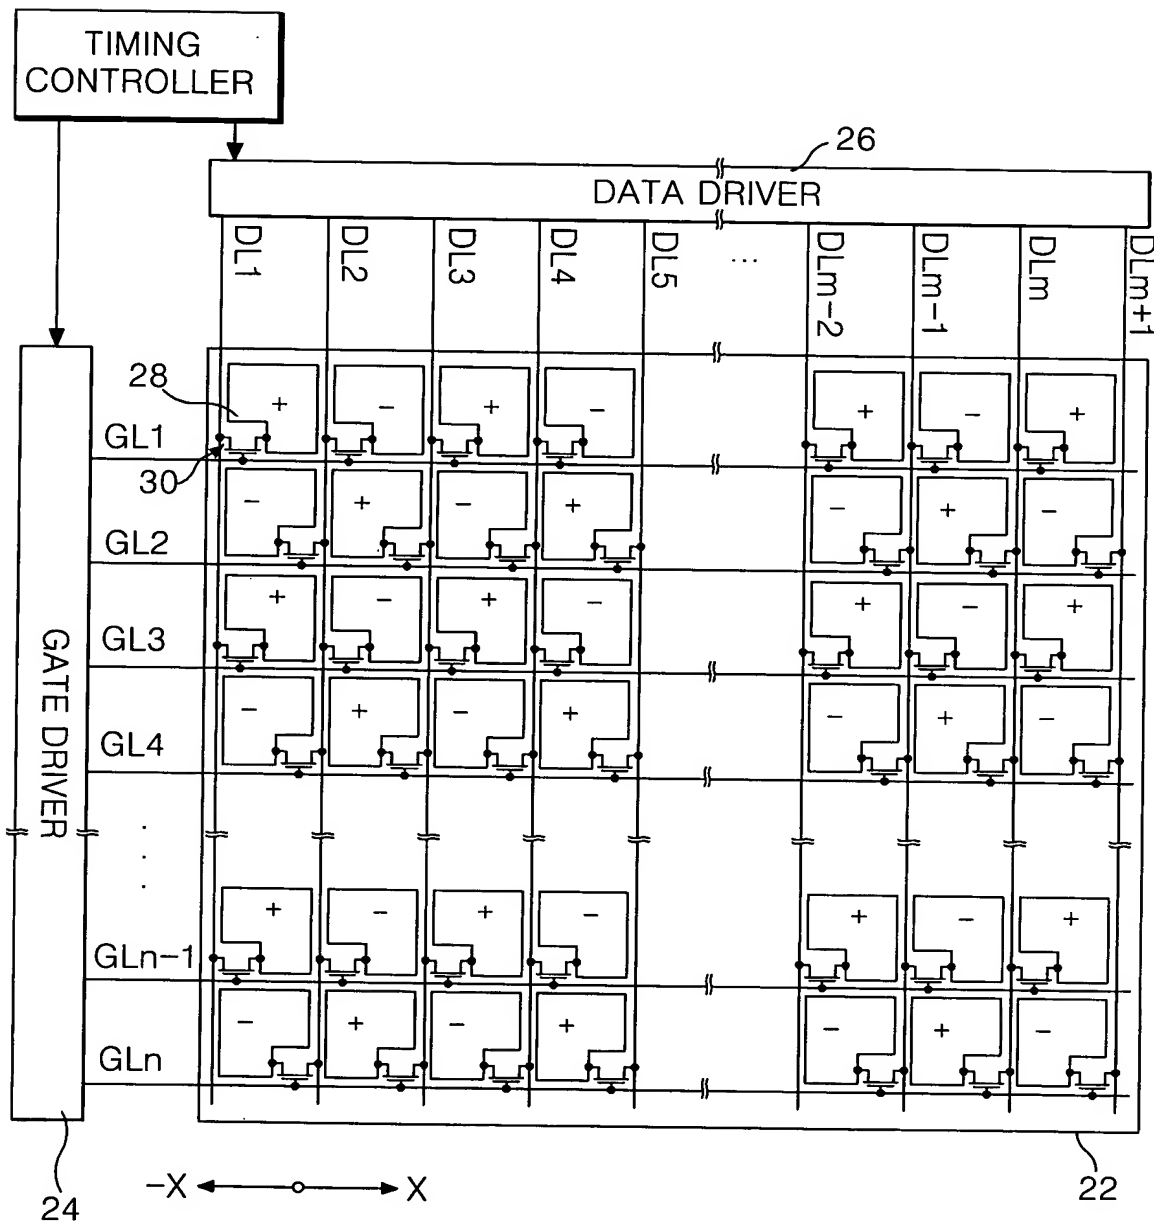 TIMING
CONTROLLER
26
DATA DRIVER
DL1 DL2 DL3 DL4 DL5 ... DLm-2 DLm-1 DLm DLm+1
28
+ - + - + - +
GL1
30
- + - + - + -
GL2
+ - + - + - +
GL3
GATE DRIVER
- + - + - + -
GL4
. . .
+ - + - + - +
GLn-1
- + - + - + -
GLn
24
-X X
22